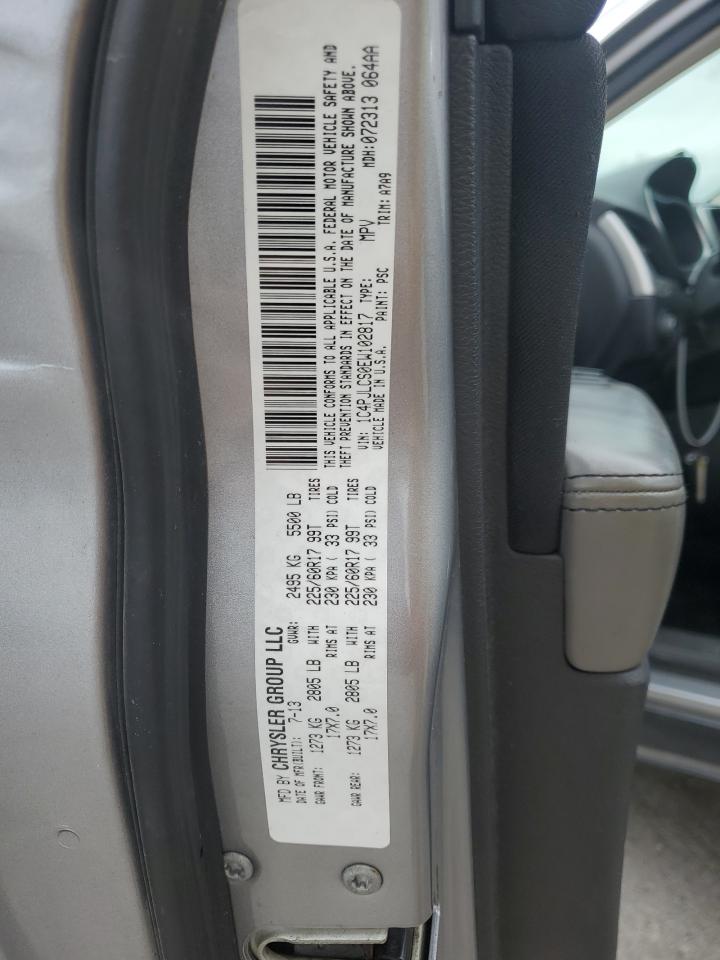 MFD BY CHRYSLER GROUP LLC
DATE OF MFR(BUILT): 7-13 GVWR: 2495 KG 5500 LB
GAWR FRONT: 1273 KG 2805 LB WITH 225/60R17 99T TIRES
17X7.0 RIMS AT 230 KPA ( 33 PSI) COLD
GAWR REAR: 1273 KG 2805 LB WITH 225/60R17 99T TIRES
17X7.0 RIMS AT 230 KPA ( 33 PSI) COLD
THIS VEHICLE CONFORMS TO ALL APPLICABLE U.S.A. FEDERAL MOTOR VEHICLE SAFETY AND
THEFT PREVENTION STANDARDS IN EFFECT ON THE DATE OF MANUFACTURE SHOWN ABOVE.
VIN: 1C4PJLCS0EW102817 TYPE: MPV MDH:072313 064AA
VEHICLE MADE IN U.S.A. PAINT: PSC TRIM: A7A9